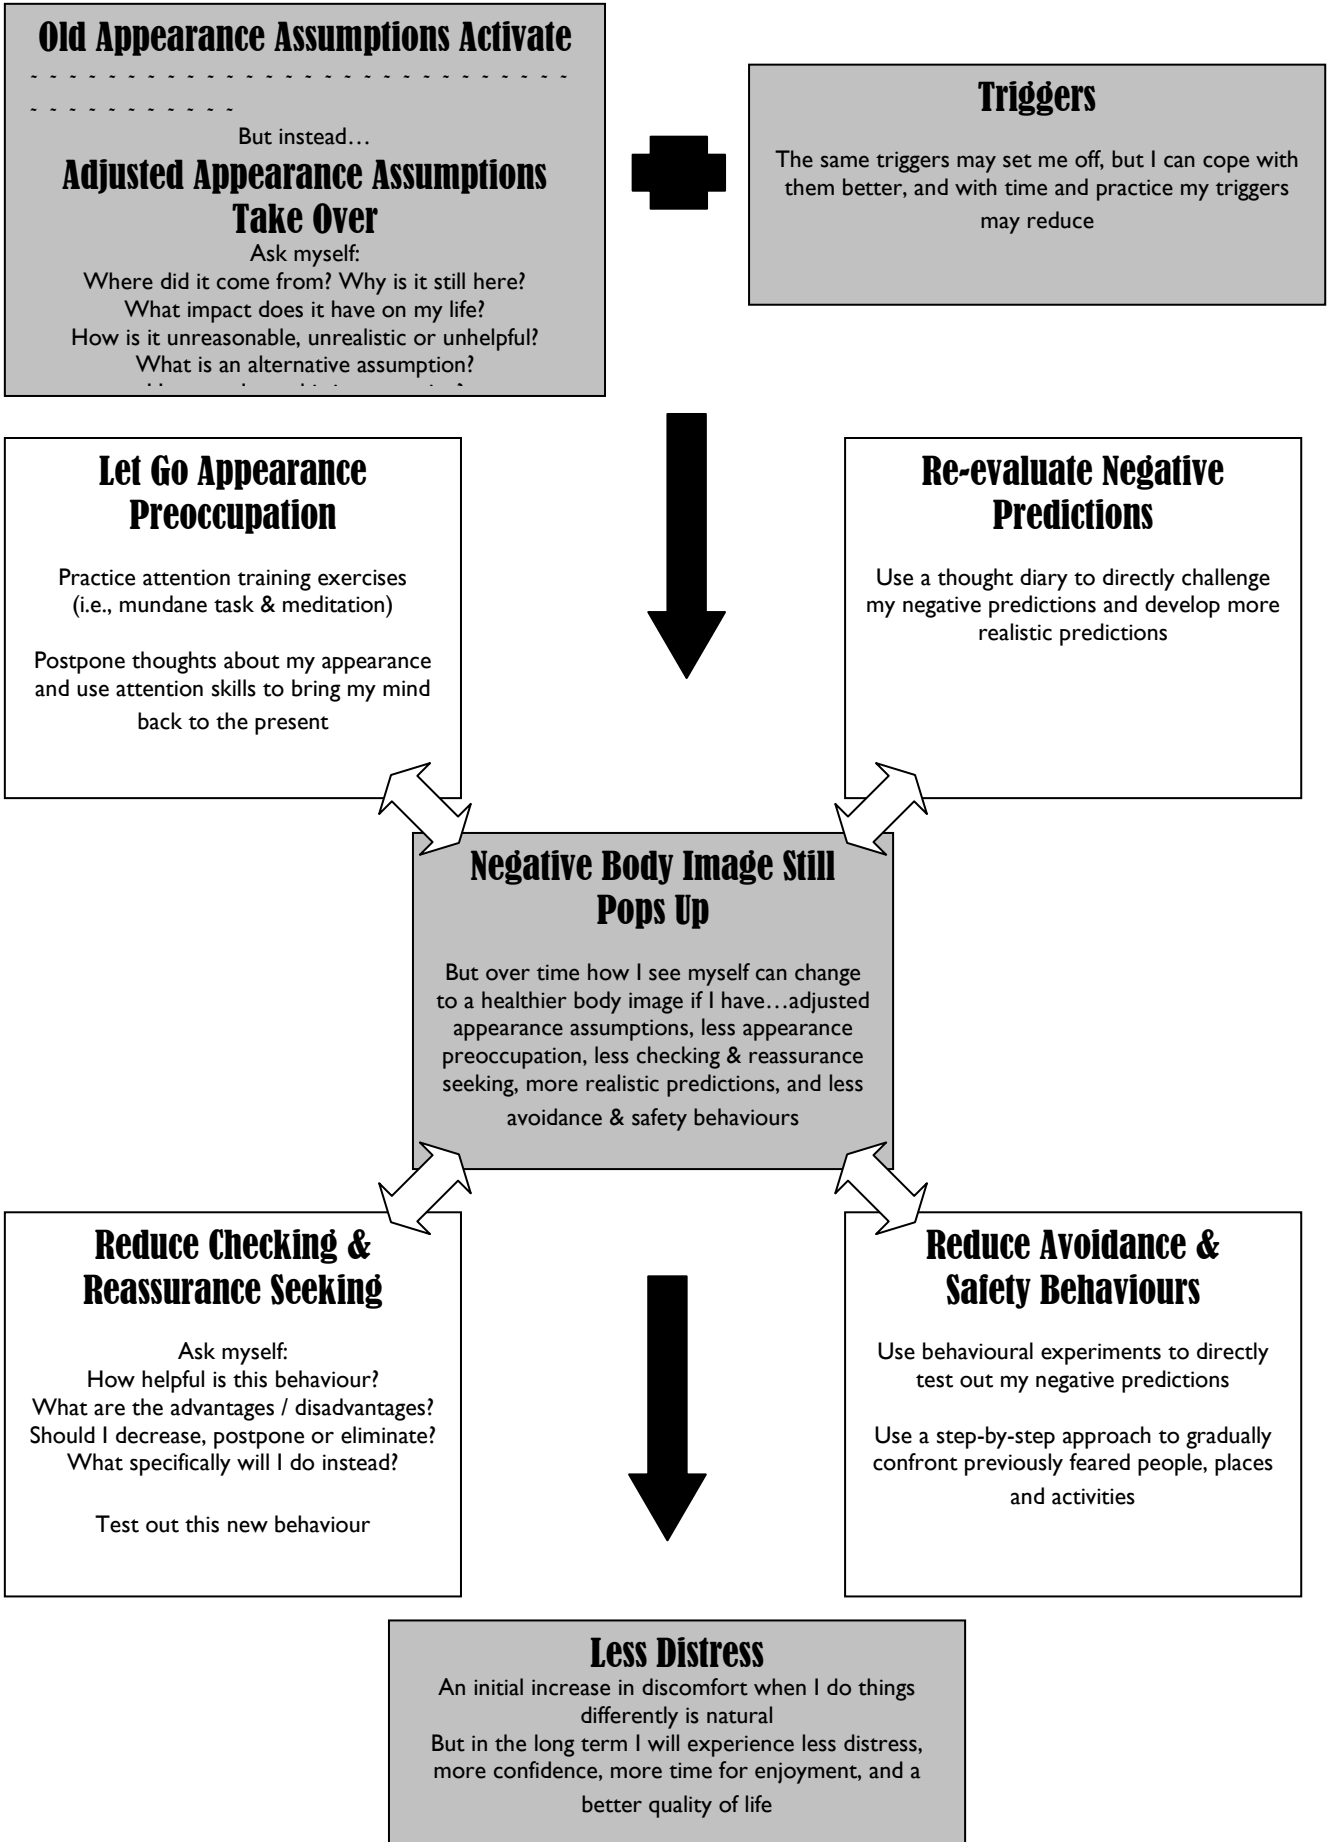 Old Appearance Assumptions Activate
~ ~ ~ ~ ~ ~ ~ ~ ~ ~ ~ ~ ~ ~ ~ ~ ~ ~ ~ ~ ~ ~ ~ ~ ~ ~ ~ ~
~ ~ ~ ~ ~ ~ ~ ~ ~ ~ ~
But instead…
Adjusted Appearance Assumptions
Take Over
Ask myself:
Where did it come from? Why is it still here?
What impact does it have on my life?
How is it unreasonable, unrealistic or unhelpful?
What is an alternative assumption?
Triggers
The same triggers may set me off, but I can cope with
them better, and with time and practice my triggers
may reduce
Let Go Appearance
Preoccupation
Practice attention training exercises
(i.e., mundane task & meditation)
Postpone thoughts about my appearance
and use attention skills to bring my mind
back to the present
Re-evaluate Negative
Predictions
Use a thought diary to directly challenge
my negative predictions and develop more
realistic predictions
Negative Body Image Still
Pops Up
But over time how I see myself can change
to a healthier body image if I have…adjusted
appearance assumptions, less appearance
preoccupation, less checking & reassurance
seeking, more realistic predictions, and less
avoidance & safety behaviours
Reduce Checking &
Reassurance Seeking
Ask myself:
How helpful is this behaviour?
What are the advantages / disadvantages?
Should I decrease, postpone or eliminate?
What specifically will I do instead?
Test out this new behaviour
Reduce Avoidance &
Safety Behaviours
Use behavioural experiments to directly
test out my negative predictions
Use a step-by-step approach to gradually
confront previously feared people, places
and activities
Less Distress
An initial increase in discomfort when I do things
differently is natural
But in the long term I will experience less distress,
more confidence, more time for enjoyment, and a
better quality of life